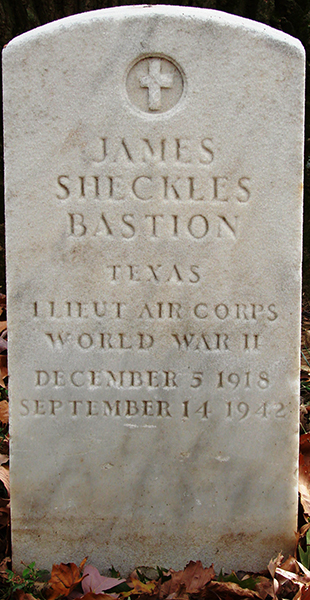 JAMES
SHECKLES
BASTION
TEXAS
1 LIEUT AIR CORPS
WORLD WAR II
DECEMBER 5 1918
SEPTEMBER 14 1942